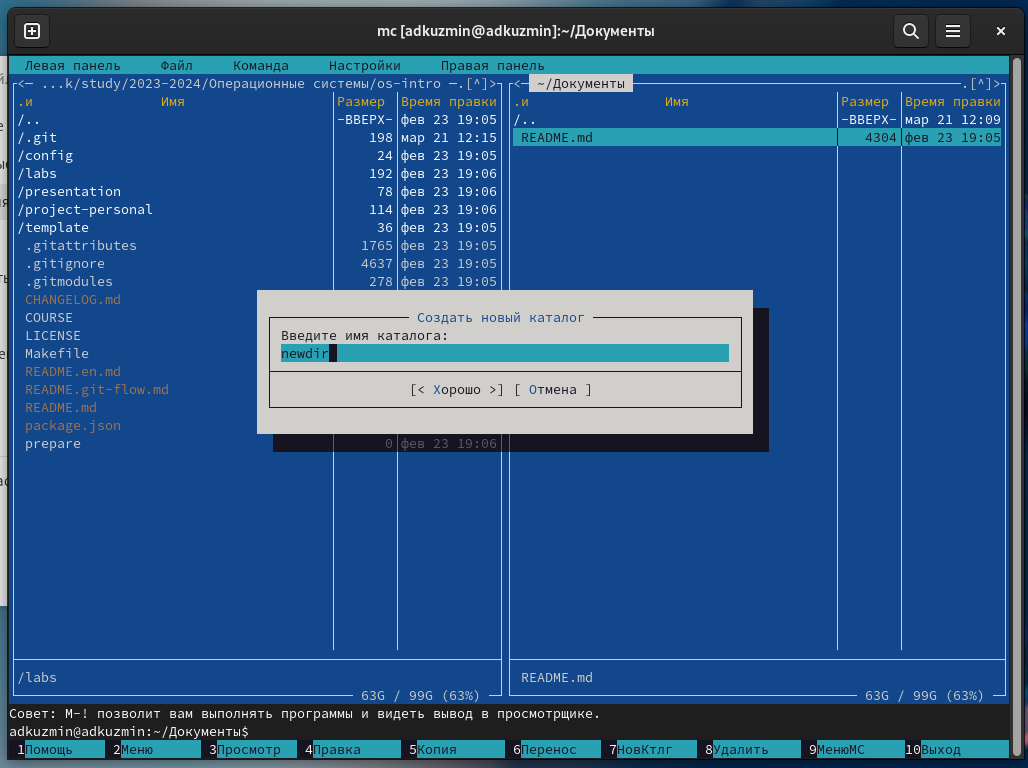 mc [adkuzmin@adkuzmin]:~/Документы
Левая панель Файл Команда Настройки Правая панель
<─ ...k/study/2023-2024/Операционные системы/os-intro ─.[^]> <─ ~/Документы .[^]>
.и Имя Размер Время правки .и Имя Размер Время правки
/.. -ВВЕРХ- фев 23 19:05 /.. -ВВЕРХ- мар 21 12:09
/.git 198 мар 21 12:15 README.md 4304 фев 23 19:05
/config 24 фев 23 19:05
/labs 192 фев 23 19:06
/presentation 78 фев 23 19:06
/project-personal 114 фев 23 19:06
/template 36 фев 23 19:05
.gitattributes 1765 фев 23 19:05
.gitignore 4637 фев 23 19:05
.gitmodules 278 фев 23 19:05
CHANGELOG.md
COURSE
LICENSE
Makefile
README.en.md
README.git-flow.md
README.md
package.json
prepare 0 фев 23 19:06
Создать новый каталог
Введите имя каталога:
newdir
[< Хорошо >] [ Отмена ]
/labs README.md
63G / 99G (63%) 63G / 99G (63%)
Совет: M-! позволит вам выполнять программы и видеть вывод в просмотрщике.
adkuzmin@adkuzmin:~/Документы$
1Помощь 2Меню 3Просмотр 4Правка 5Копия 6Перенос 7НовКтлг 8Удалить 9МенюМС 10Выход